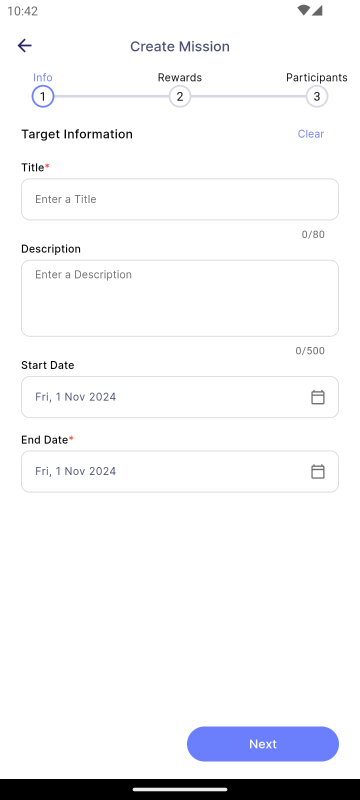 10:42
Create Mission
Info Rewards Participants
1 2 3
Target Information Clear
Title*
Enter a Title
0/80
Description
Enter a Description
0/500
Start Date
Fri, 1 Nov 2024
End Date*
Fri, 1 Nov 2024
Next